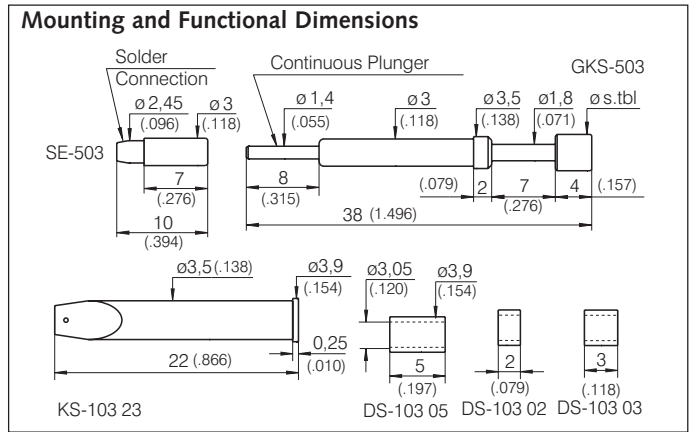 Mounting and Functional Dimensions
Solder
Connection
Continuous Plunger
GKS-503
ø 2,45
(.096)
ø 3
(.118)
ø 1,4
(.055)
ø 3
(.118)
ø 3,5
(.138)
ø1,8
(.071)
ø s.tbl
SE-503
7
(.276)
10
(.394)
8
(.315)
(.079)
2
7
(.276)
4
(.157)
38 (1.496)
ø3,5 (.138)
ø3,9
(.154)
ø3,05
(.120)
ø3,9
(.154)
0,25
(.010)
22 (.866)
5
(.197)
2
(.079)
3
(.118)
KS-103 23
DS-103 05
DS-103 02
DS-103 03